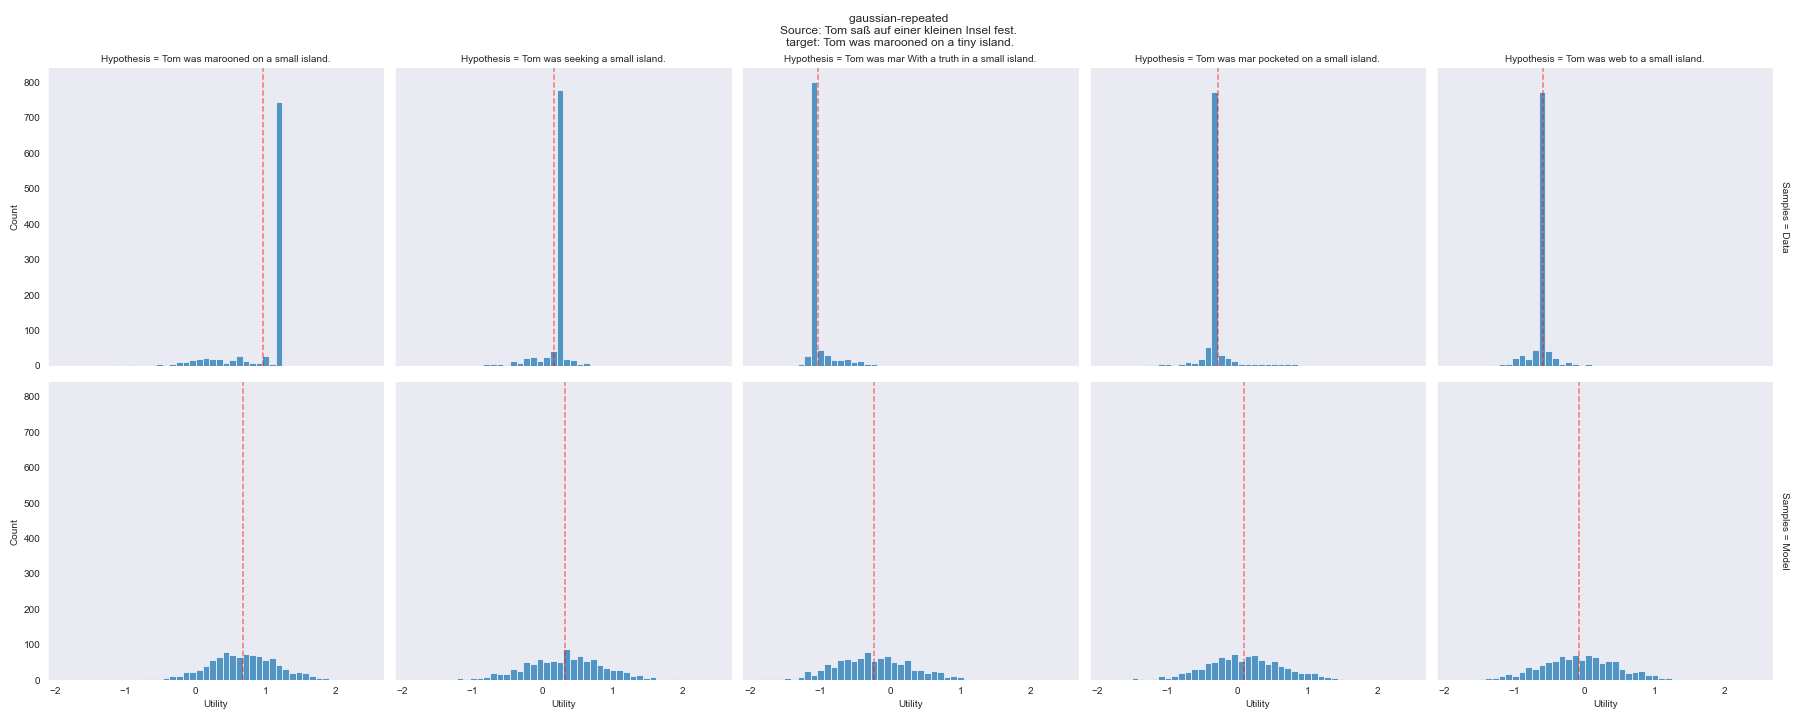 gaussian-repeated
Source: Tom saß auf einer kleinen Insel fest.
target: Tom was marooned on a tiny island.
Hypothesis = Tom was marooned on a small island.
Hypothesis = Tom was seeking a small island.
Hypothesis = Tom was mar With a truth in a small island.
Hypothesis = Tom was mar pocketed on a small island.
Hypothesis = Tom was web to a small island.
800
700
600
500
400
300
200
100
0
Count
Samples = Data
800
700
600
500
400
300
200
100
0
Count
Samples = Model
−2 −1 0 1 2
−2 −1 0 1 2
−2 −1 0 1 2
−2 −1 0 1 2
−2 −1 0 1 2
Utility
Utility
Utility
Utility
Utility